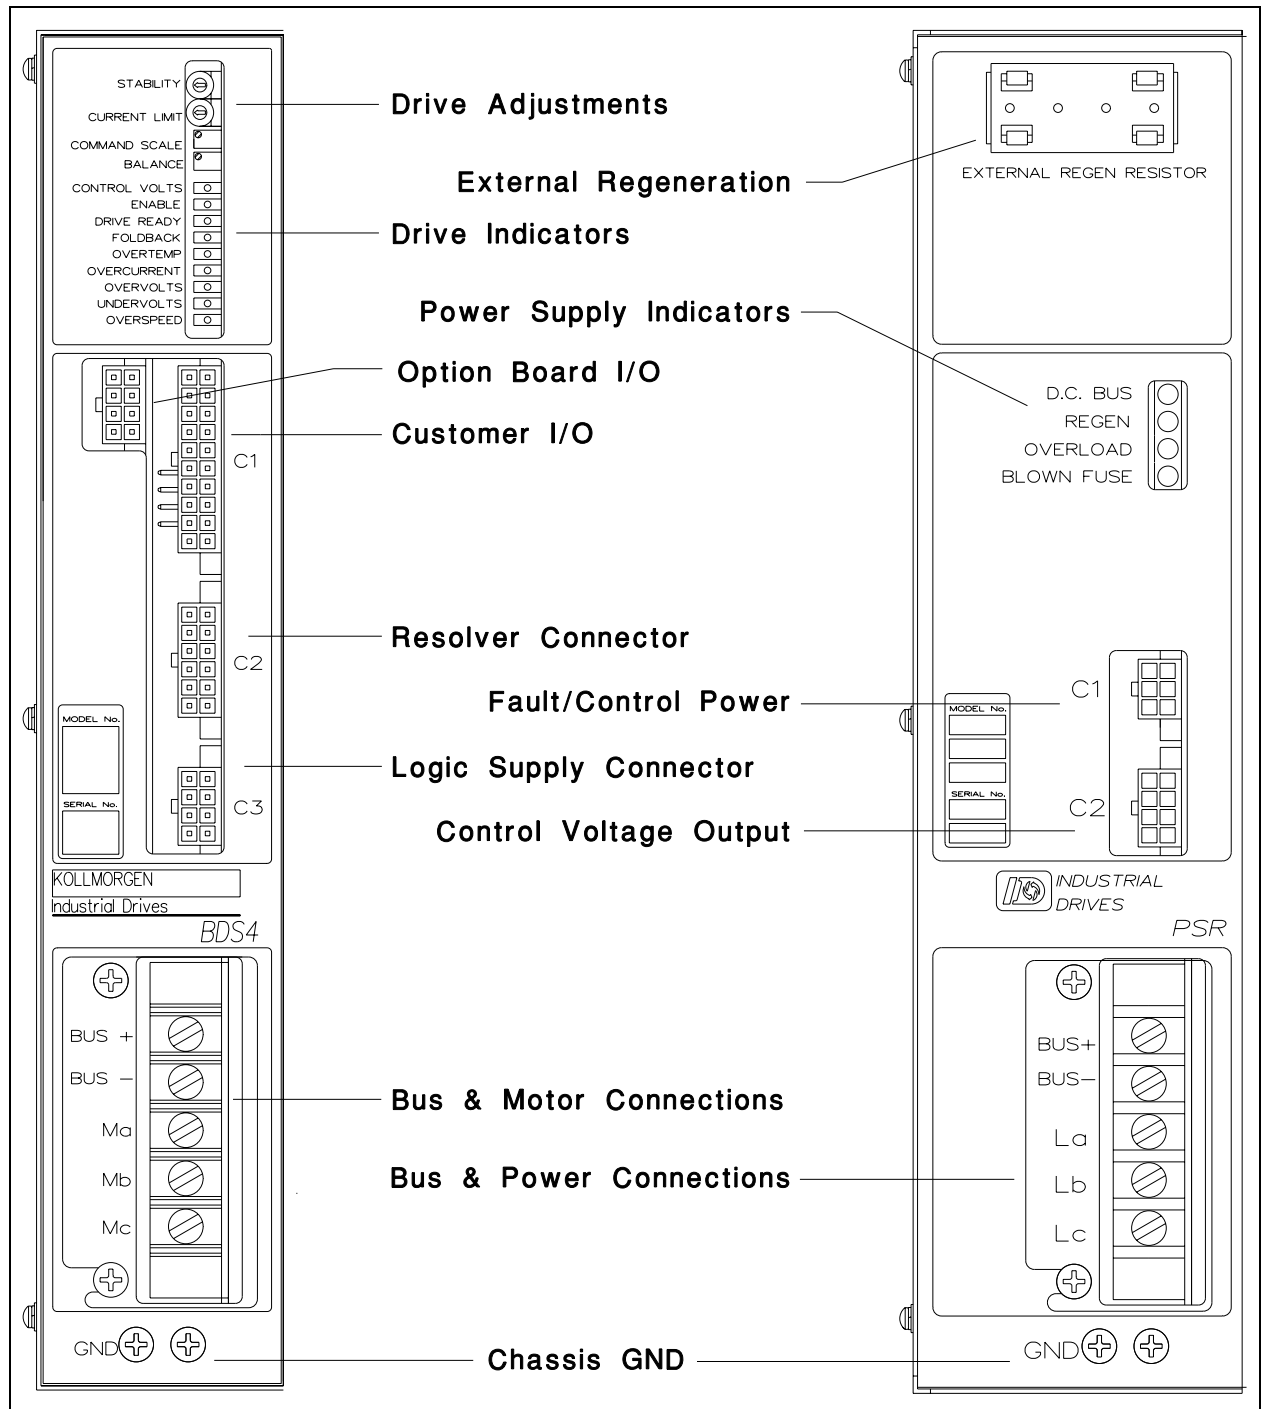 STABILITY
CURRENT LIMIT
COMMAND SCALE
BALANCE
CONTROL VOLTS
ENABLE
DRIVE READY
FOLDBACK
OVERTEMP
OVERCURRENT
OVERVOLTS
UNDERVOLTS
OVERSPEED
C1
C2
C3
MODEL No.
SERIAL No.
KOLLMORGEN
Industrial Drives
BDS4
BUS +
BUS -
Ma
Mb
Mc
GND
Drive Adjustments
External Regeneration
Drive Indicators
Power Supply Indicators
Option Board I/O
Customer I/O
Resolver Connector
Fault/Control Power
Logic Supply Connector
Control Voltage Output
Bus & Motor Connections
Bus & Power Connections
Chassis GND
EXTERNAL REGEN RESISTOR
D.C. BUS
REGEN
OVERLOAD
BLOWN FUSE
C1
MODEL No.
SERIAL No.
C2
INDUSTRIAL
DRIVES
PSR
BUS+
BUS-
La
Lb
Lc
GND